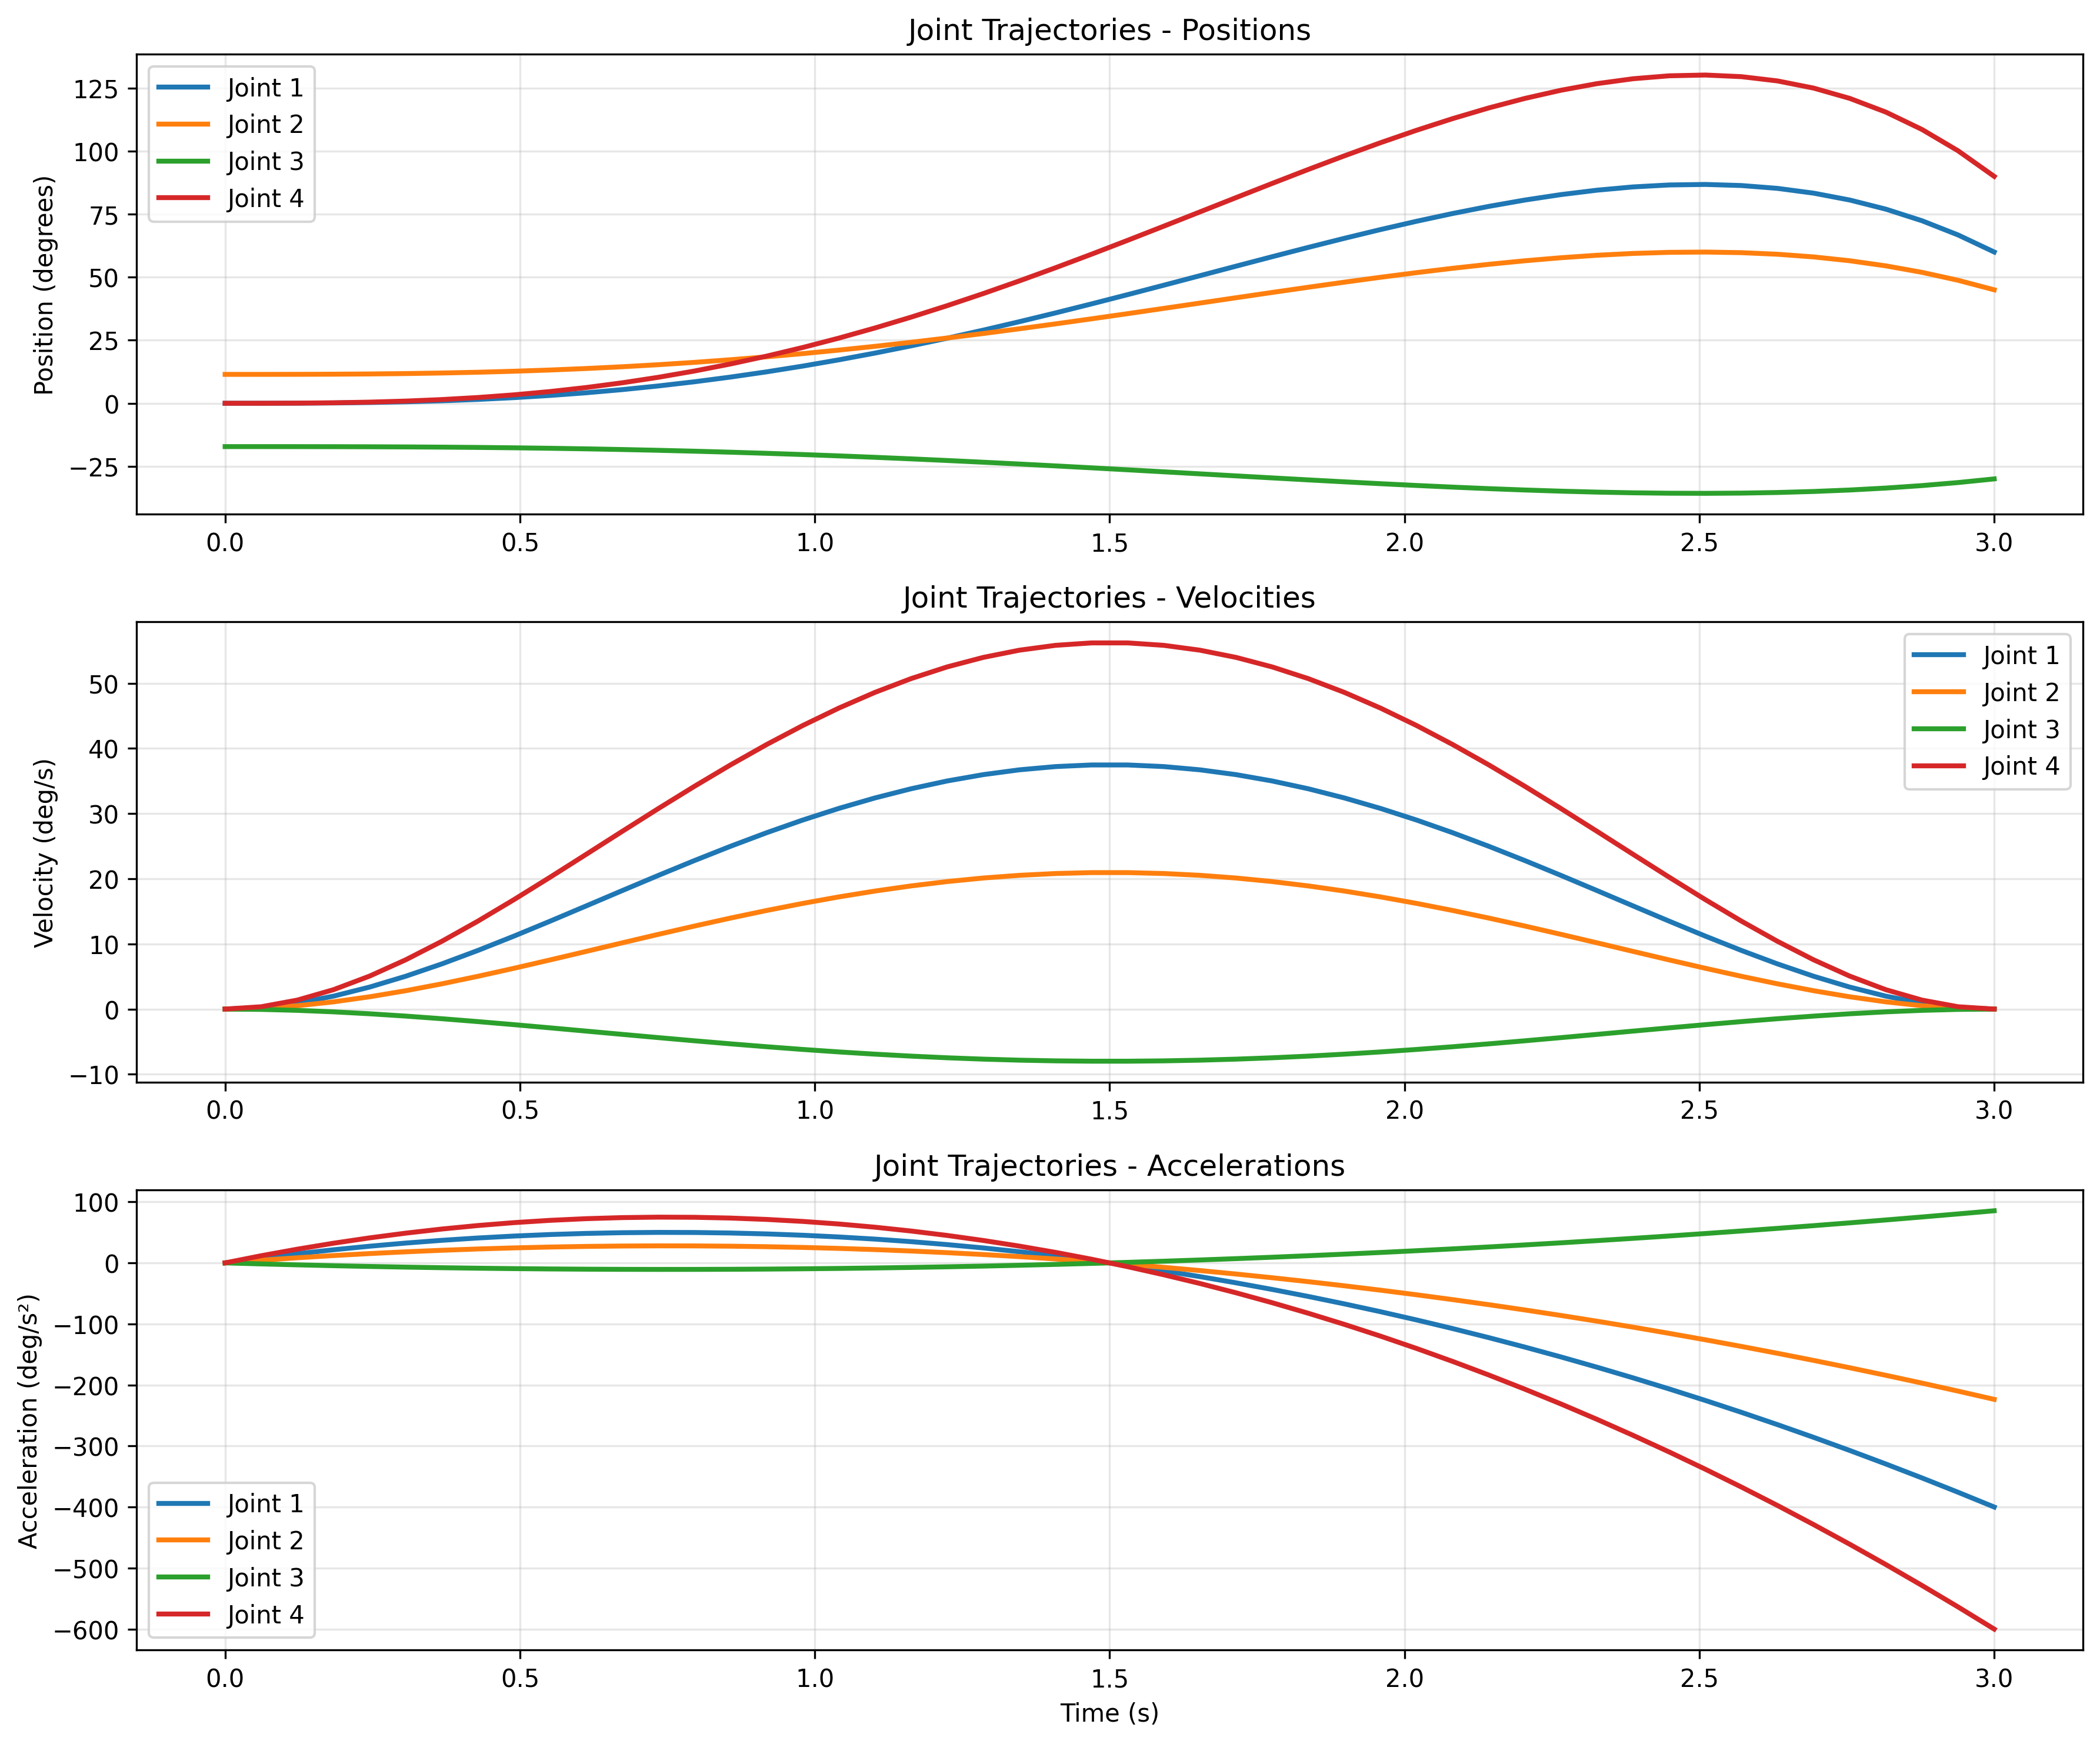 Joint Trajectories - Positions
Position (degrees)
125
100
75
50
25
0
−25
Joint 1
Joint 2
Joint 3
Joint 4
0.0 0.5 1.0 1.5 2.0 2.5 3.0
Joint Trajectories - Velocities
Velocity (deg/s)
50
40
30
20
10
0
−10
Joint 1
Joint 2
Joint 3
Joint 4
0.0 0.5 1.0 1.5 2.0 2.5 3.0
Joint Trajectories - Accelerations
Acceleration (deg/s²)
100
0
−100
−200
−300
−400
−500
−600
Joint 1
Joint 2
Joint 3
Joint 4
0.0 0.5 1.0 1.5 2.0 2.5 3.0
Time (s)